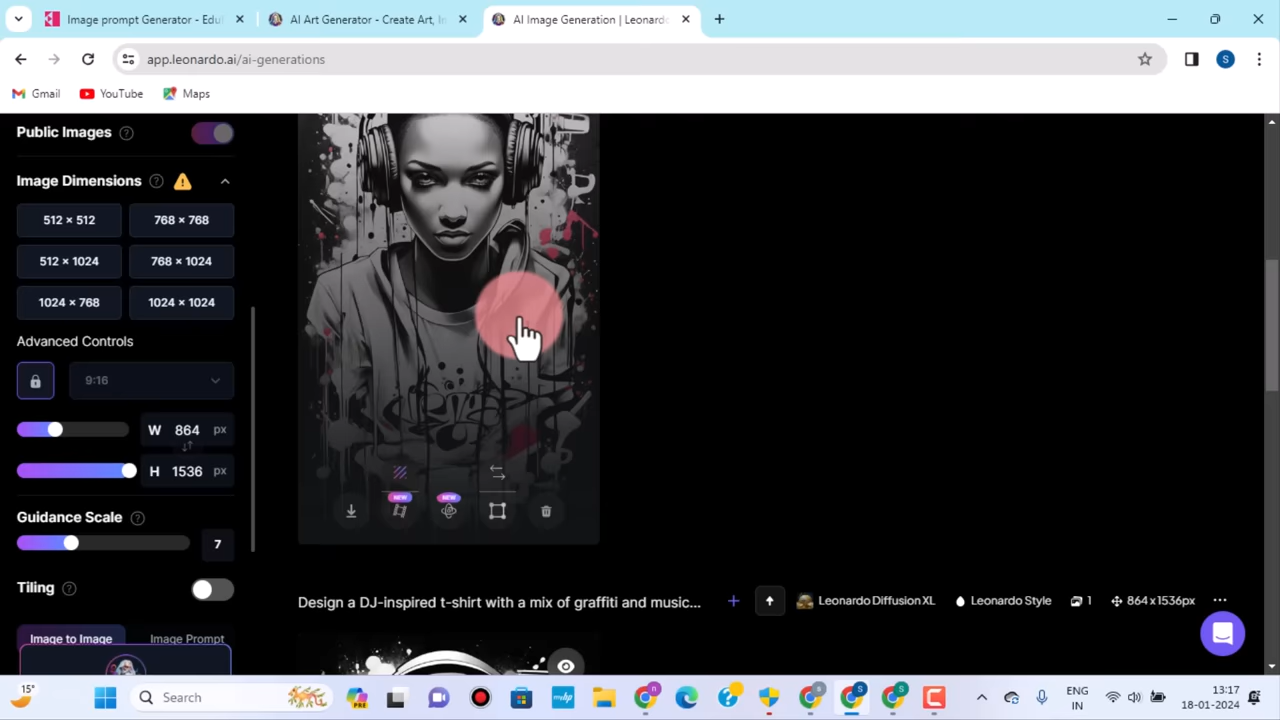 Image prompt Generator - Edu
AI Art Generator - Create Art, I
AI Image Generation | Leonardo
app.leonardo.ai/ai-generations
Gmail
YouTube
Maps
Public Images
Image Dimensions
512 × 512
768 × 768
512 × 1024
768 × 1024
1024 × 768
1024 × 1024
Advanced Controls
9:16
W 864 px
H 1536 px
Guidance Scale
7
Tiling
Image to Image
Image Prompt
NEW
NEW
Design a DJ-inspired t-shirt with a mix of graffiti and music...
Leonardo Diffusion XL
Leonardo Style
1
864x1536px
15°
Search
PRE
ENG
IN
13:17
18-01-2024